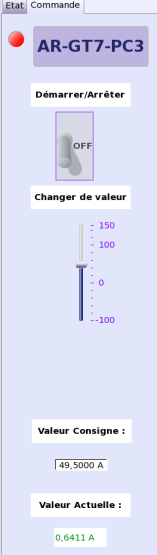 Etat Commande
AR-GT7-PC3
Démarrer/Arrêter
OFF
Changer de valeur
150
100
0
-100
Valeur Consigne :
49,5000 A
Valeur Actuelle :
0,6411 A